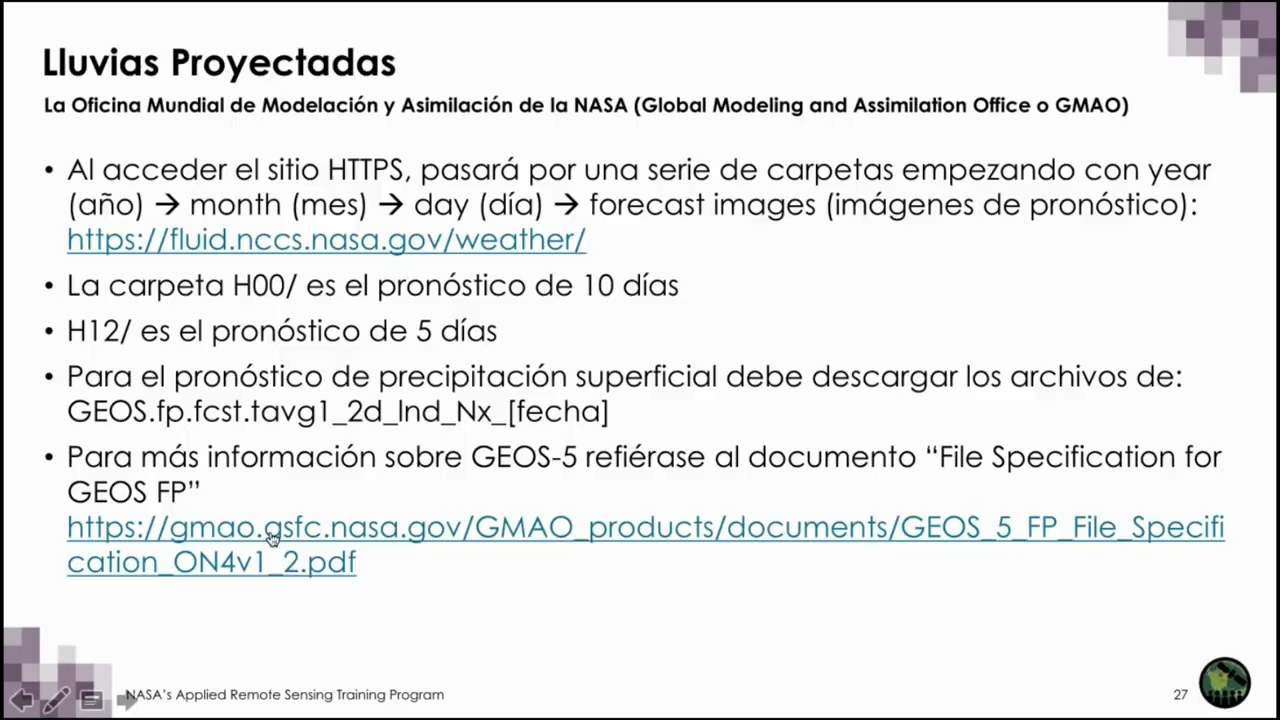 Lluvias Proyectadas
La Oficina Mundial de Modelación y Asimilación de la NASA (Global Modeling and Assimilation Office o GMAO)
• Al acceder el sitio HTTPS, pasará por una serie de carpetas empezando con year
(año) → month (mes) → day (día) → forecast images (imágenes de pronóstico):
https://fluid.nccs.nasa.gov/weather/
• La carpeta H00/ es el pronóstico de 10 días
• H12/ es el pronóstico de 5 días
• Para el pronóstico de precipitación superficial debe descargar los archivos de:
GEOS.fp.fcst.tavg1_2d_lnd_Nx_[fecha]
• Para más información sobre GEOS-5 refiérase al documento “File Specification for
GEOS FP”
https://gmao.gsfc.nasa.gov/GMAO_products/documents/GEOS_5_FP_File_Specifi
cation_ON4v1_2.pdf
NASA’s Applied Remote Sensing Training Program
27